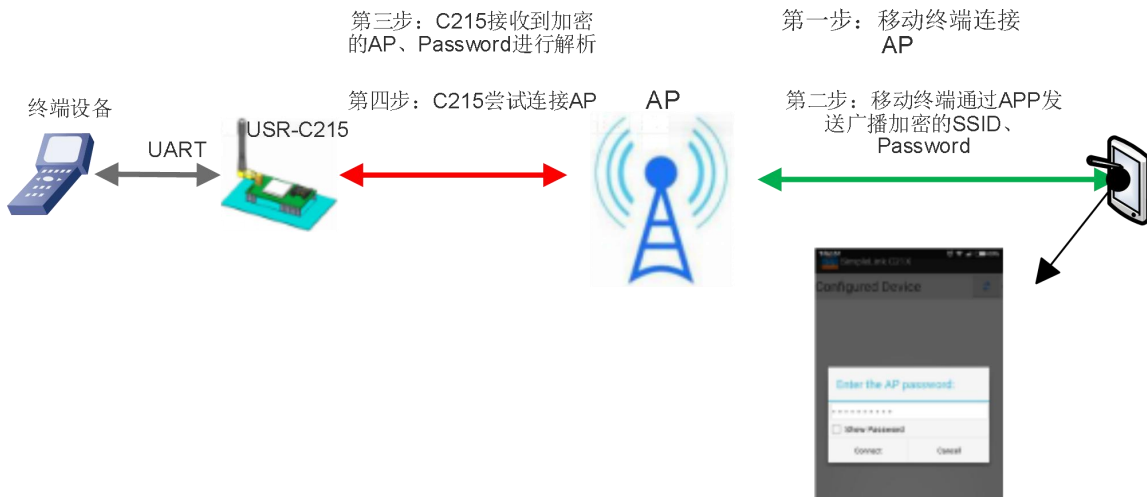 第三步：C215接收到加密
的AP、Password进行解析
第四步：C215尝试连接AP
第一步：移动终端连接
AP
第二步：移动终端通过APP发
送广播加密的SSID、
Password
终端设备
UART
USR-C215
AP
SimpleLink C21X
Configured Device
Enter the AP password:
Show Password
Connect
Cancel